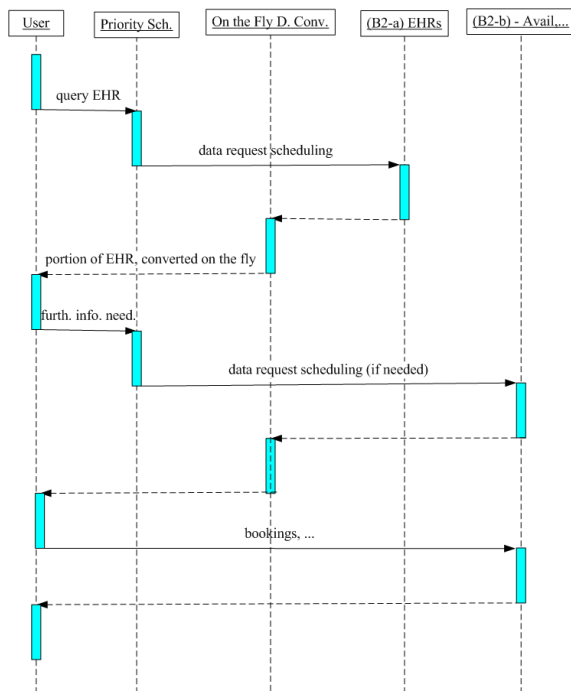 User
Priority Sch.
On the Fly D. Conv.
(B2-a) EHRs
(B2-b) - Avail,...
query EHR
data request scheduling
portion of EHR, converted on the fly
furth. info. need.
data request scheduling (if needed)
bookings, ...